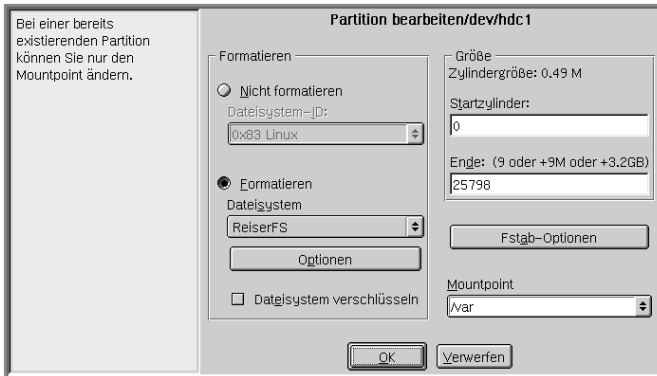 Bei einer bereits
existierenden Partition
können Sie nur den
Mountpoint ändern.
Partition bearbeiten/dev/hdc1
Formatieren
Nicht formatieren
Dateisystem-ID:
0x83 Linux
Formatieren
Dateisystem
ReiserFS
Optionen
Dateisystem verschlüsseln
Größe
Zylindergröße: 0.49 M
Startzylinder:
0
Ende: (9 oder +9M oder +3.2GB)
25798
Fstab-Optionen
Mountpoint
/var
OK
Verwerfen